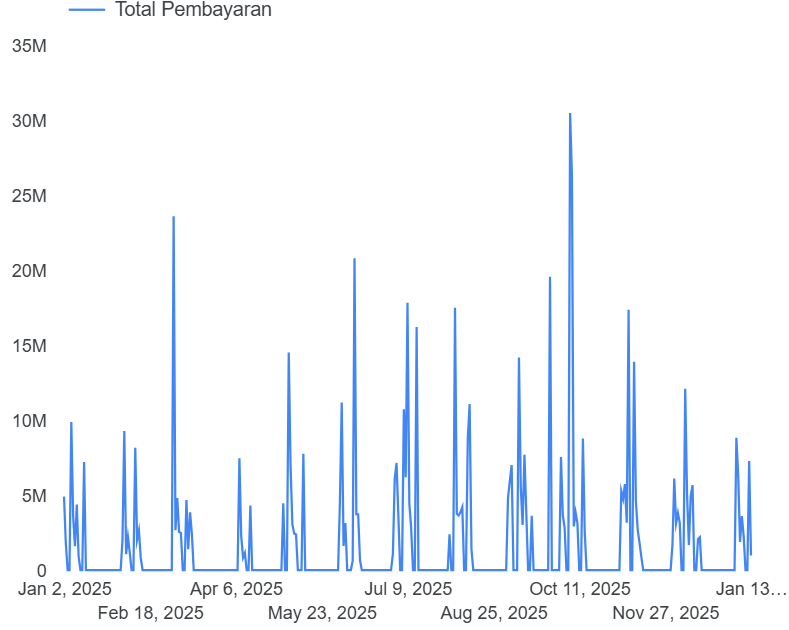 Total Pembayaran
35M
30M
25M
20M
15M
10M
5M
0
Jan 2, 2025 Apr 6, 2025 Jul 9, 2025 Oct 11, 2025 Jan 13…
Feb 18, 2025 May 23, 2025 Aug 25, 2025 Nov 27, 2025